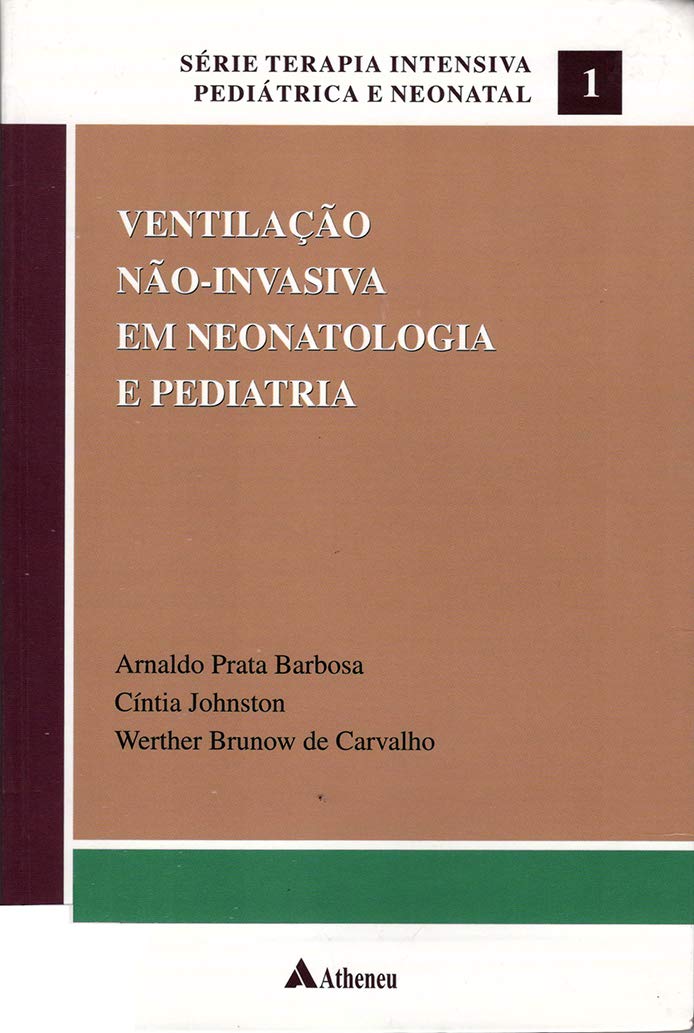 SÉRIE TERAPIA INTENSIVA
PEDIÁTRICA E NEONATAL
1
VENTILAÇÃO
NÃO-INVASIVA
EM NEONATOLOGIA
E PEDIATRIA
Arnaldo Prata Barbosa
Cíntia Johnston
Werther Brunow de Carvalho
Atheneu